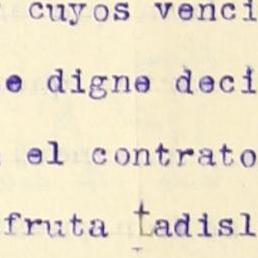 cuyos venci
e digne deci
el contrato
fruta tadisl